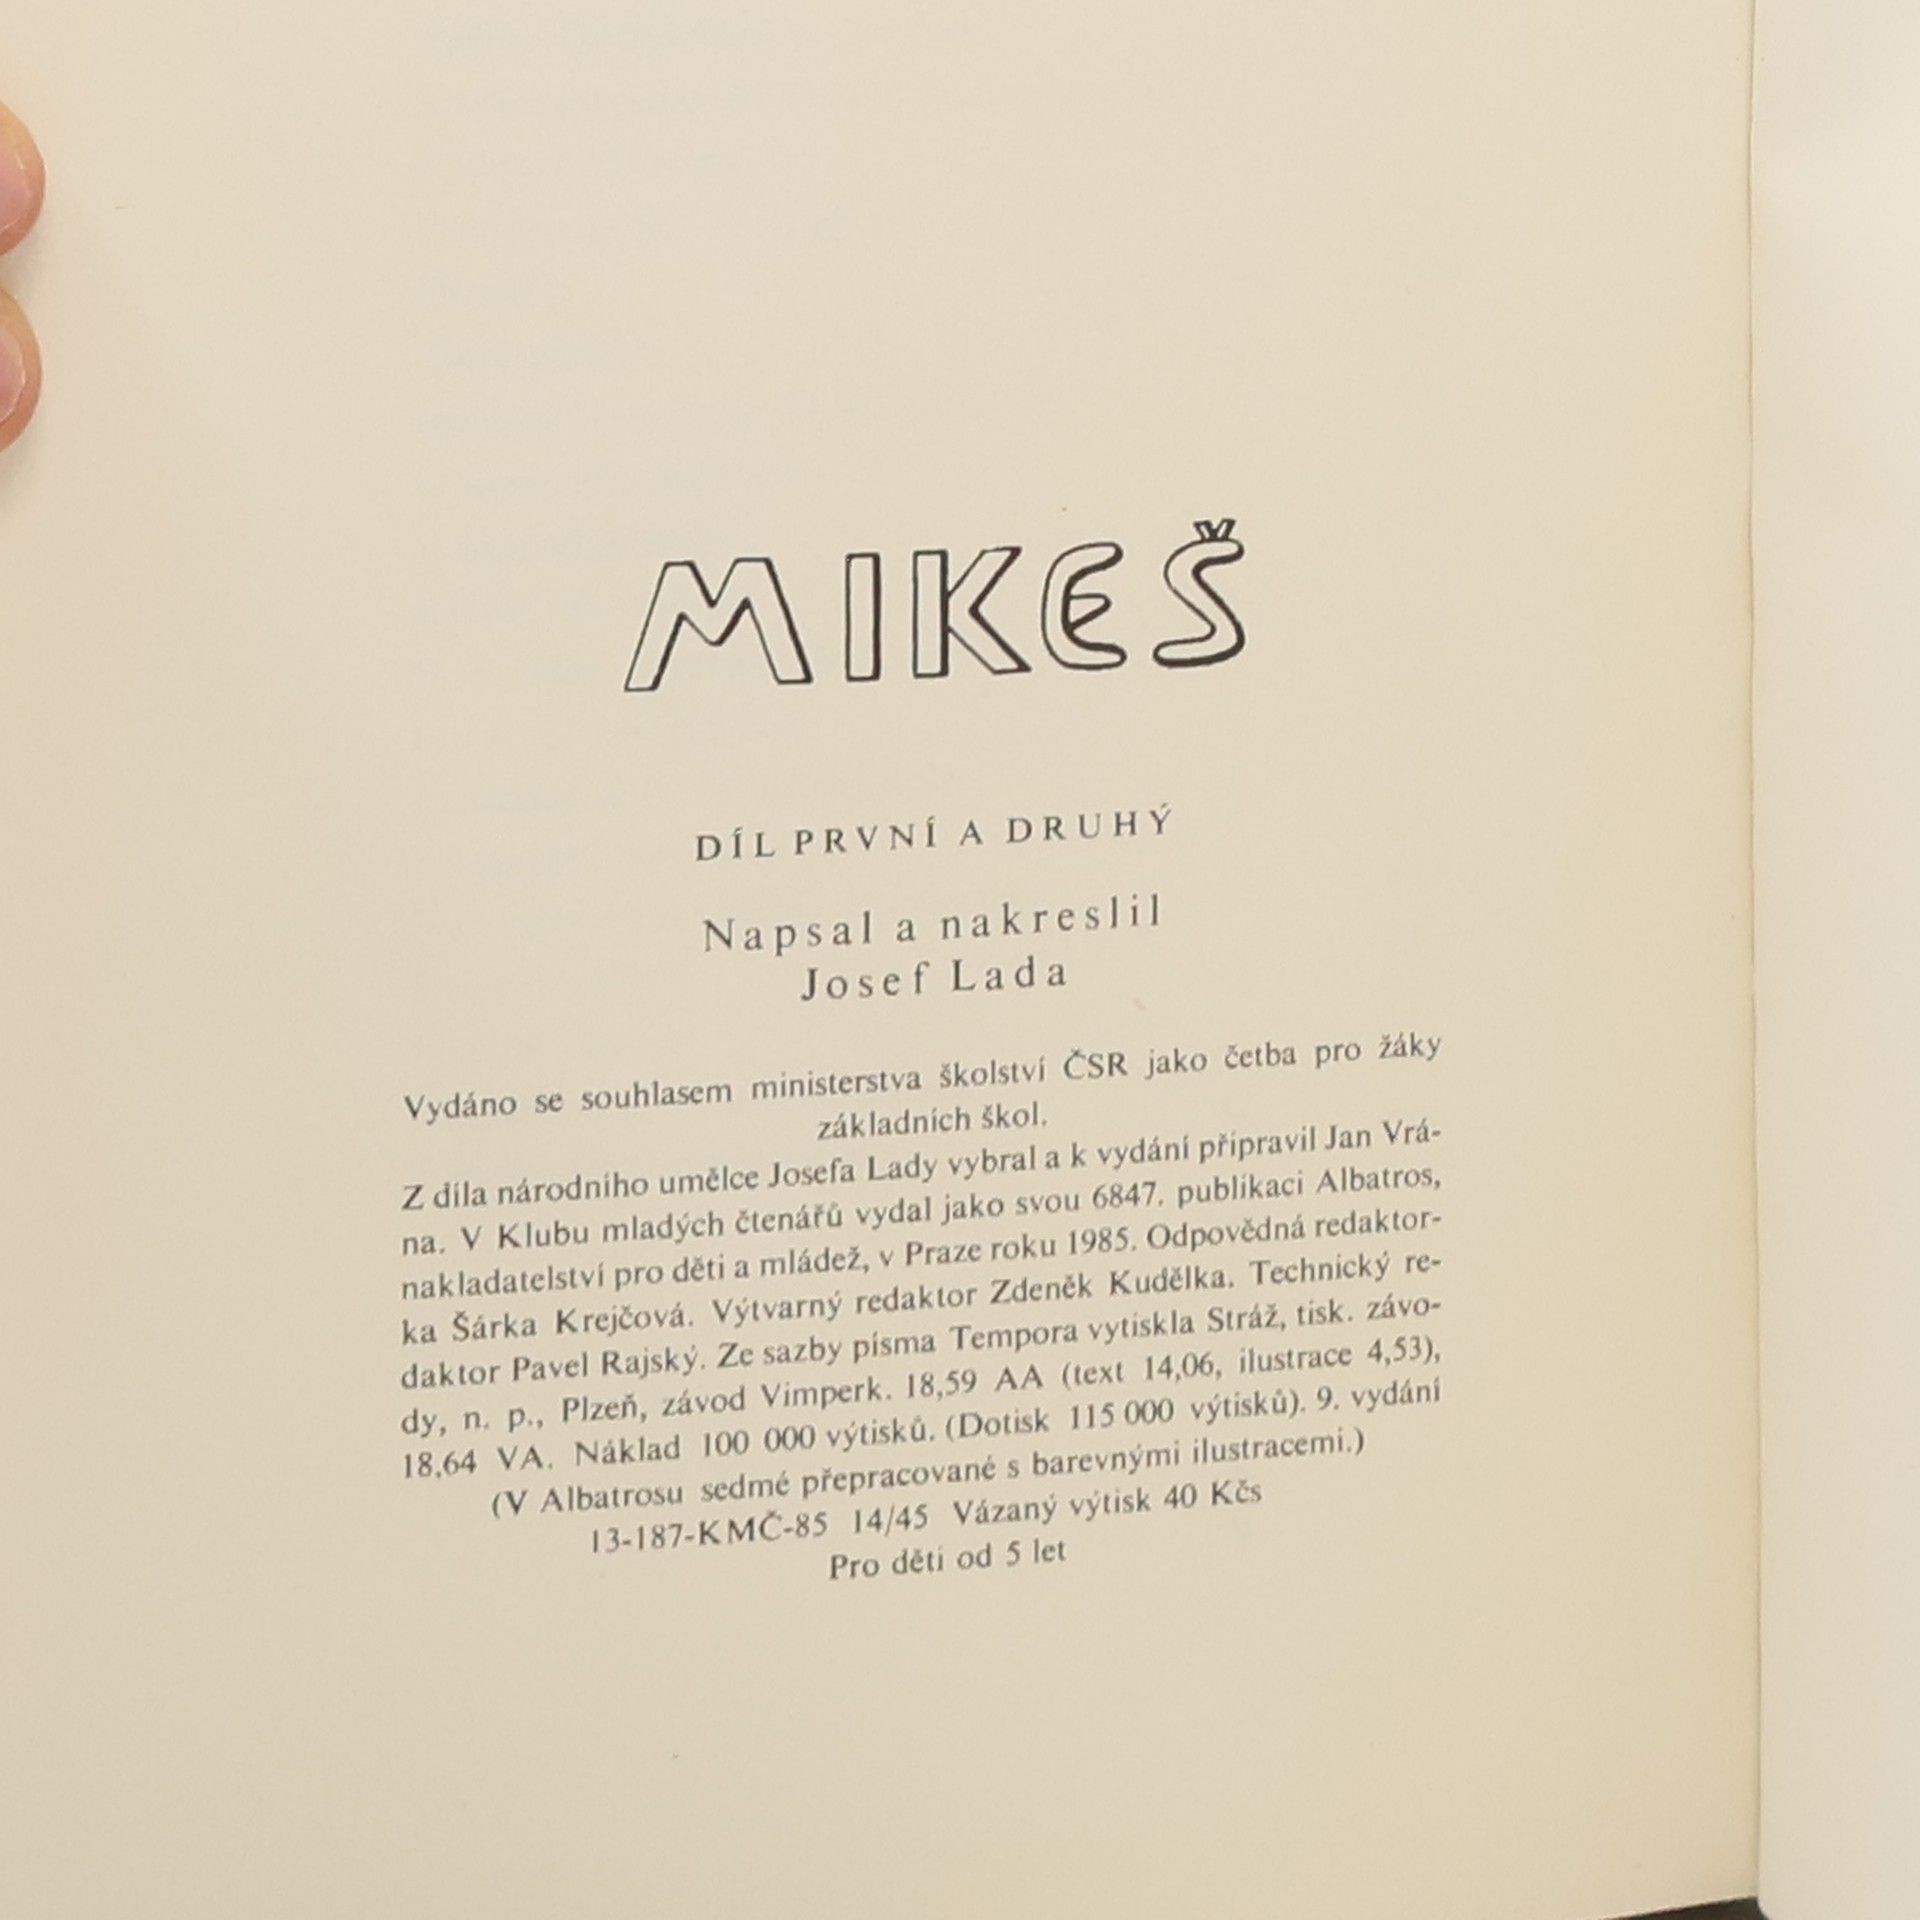 MIKEŠ
DÍL PRVNÍ A DRUHÝ
Napsal a nakreslil
Josef Lada
Vydáno se souhlasem ministerstva školství ČSR jako četba pro žáky
základních škol.
Z díla národního umělce Josefa Lady vybral a k vydání připravil Jan Vrá-
na. V Klubu mladých čtenářů vydal jako svou 6847. publikaci Albatros,
nakladatelství pro děti a mládež, v Praze roku 1985. Odpovědná redaktor-
ka Šárka Krejčová. Výtvarný redaktor Zdeněk Kudělka. Technický re-
daktor Pavel Rajský. Ze sazby písma Tempora vytiskla Stráž, tisk. závo-
dy, n. p., Plzeň, závod Vimperk. 18,59 AA (text 14,06, ilustrace 4,53),
18,64 VA. Náklad 100 000 výtisků. (Dotisk 115 000 výtisků). 9. vydání
(V Albatrosu sedmé přepracované s barevnými ilustracemi.)
13-187-KMČ-85 14/45 Vázaný výtisk 40 Kčs
Pro děti od 5 let